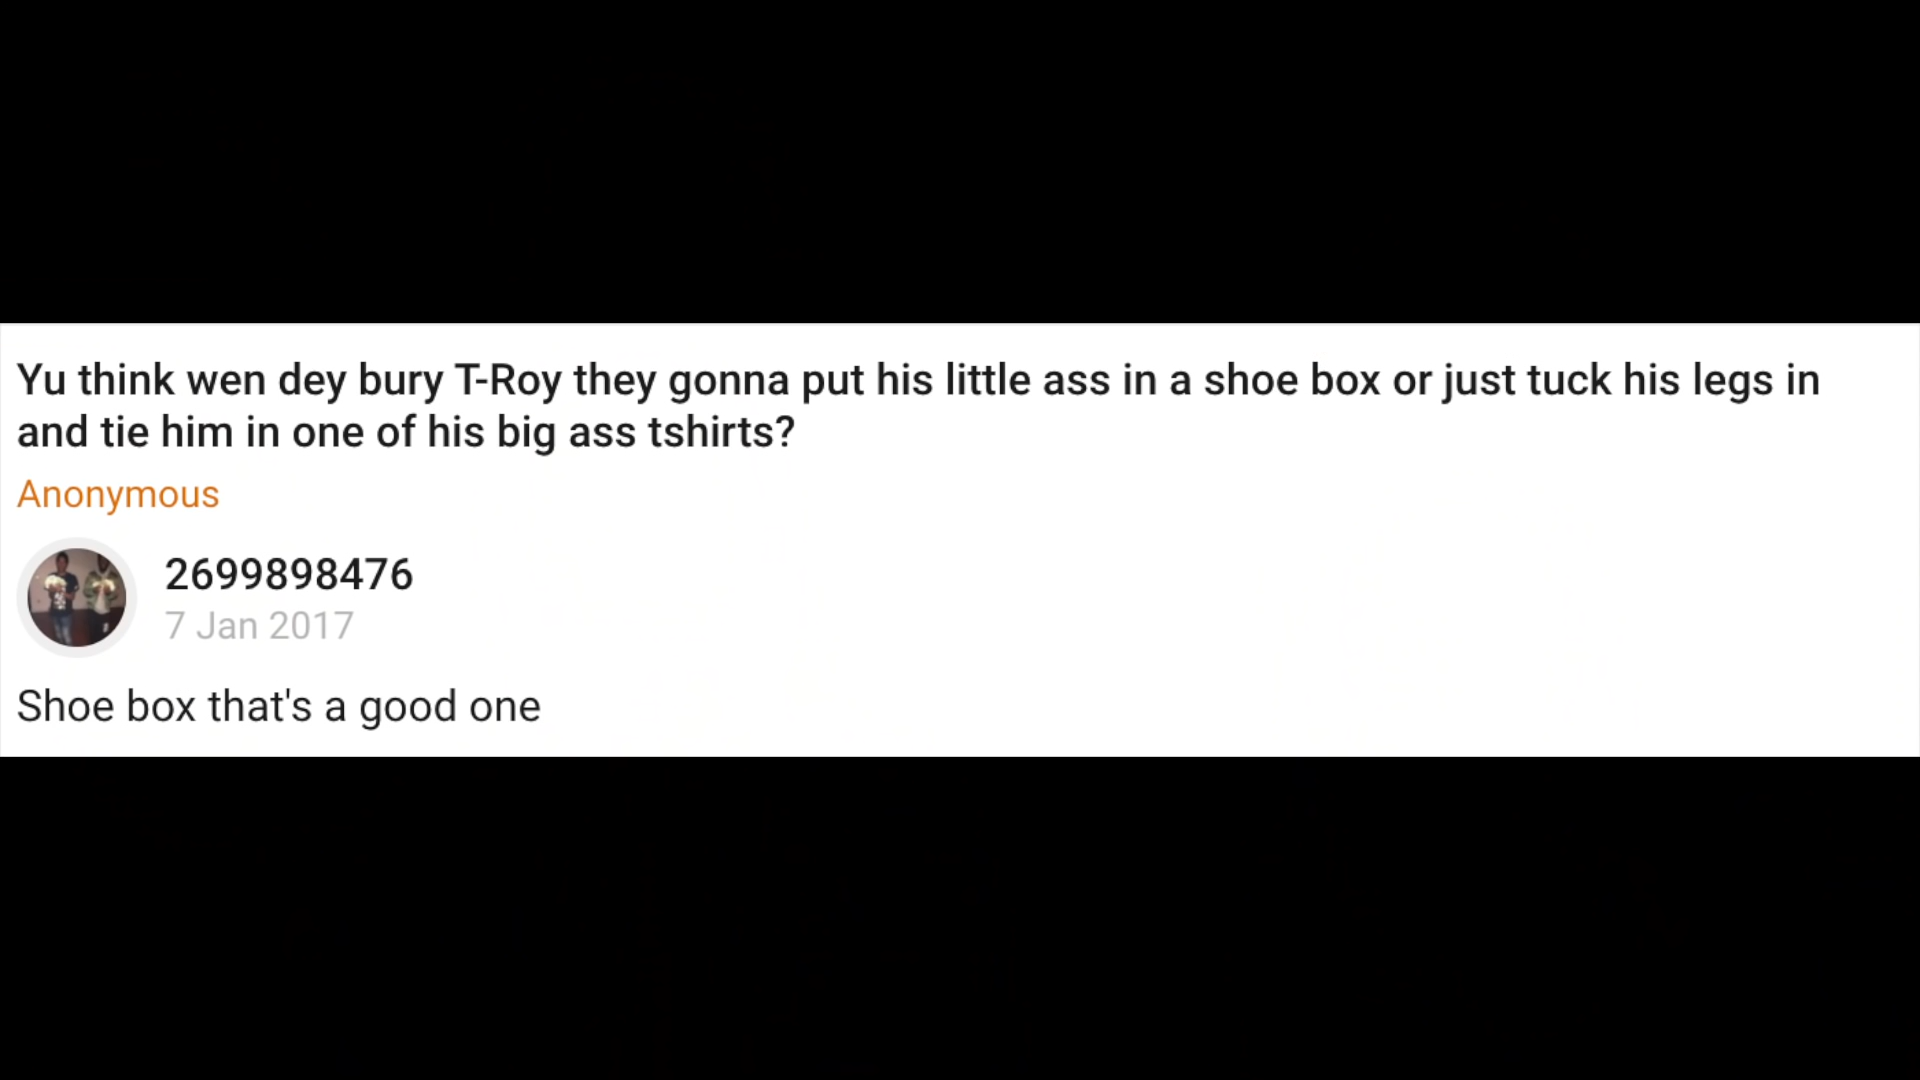 Yu think wen dey bury T-Roy they gonna put his little ass in a shoe box or just tuck his legs in
and tie him in one of his big ass tshirts?
Anonymous
2699898476
7 Jan 2017
Shoe box that's a good one